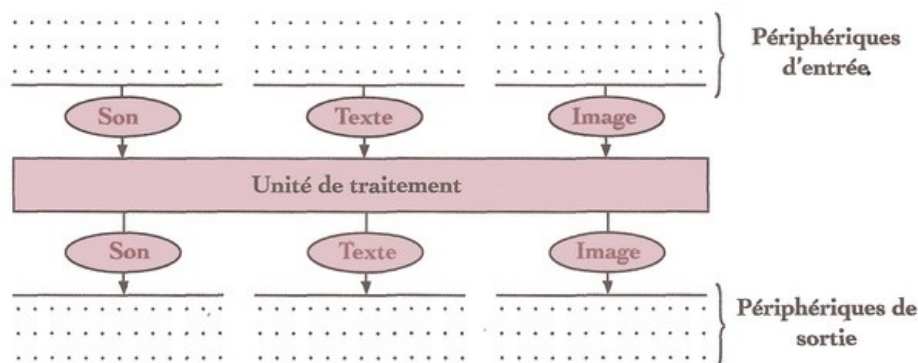 Périphériques
d'entrée.
Son
Texte
Image
Unité de traitement
Son
Texte
Image
Périphériques de
sortie